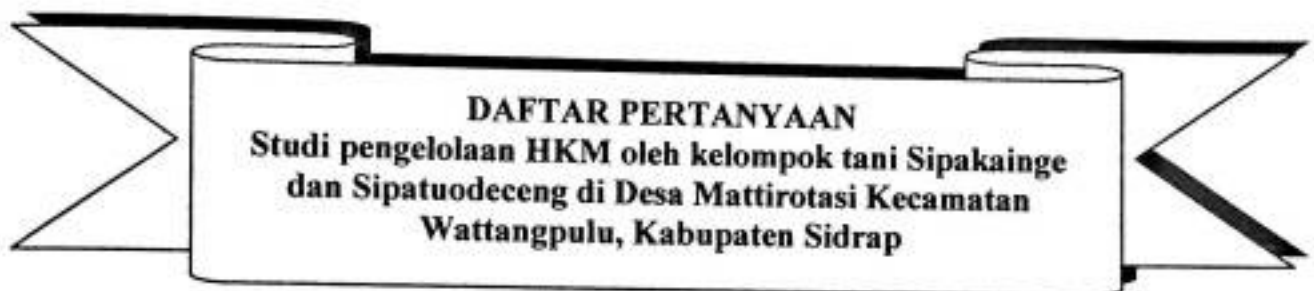 DAFTAR PERTANYAAN
Studi pengelolaan HKM oleh kelompok tani Sipakainge
dan Sipatuodeceng di Desa Mattirotasi Kecamatan
Wattangpulu, Kabupaten Sidrap